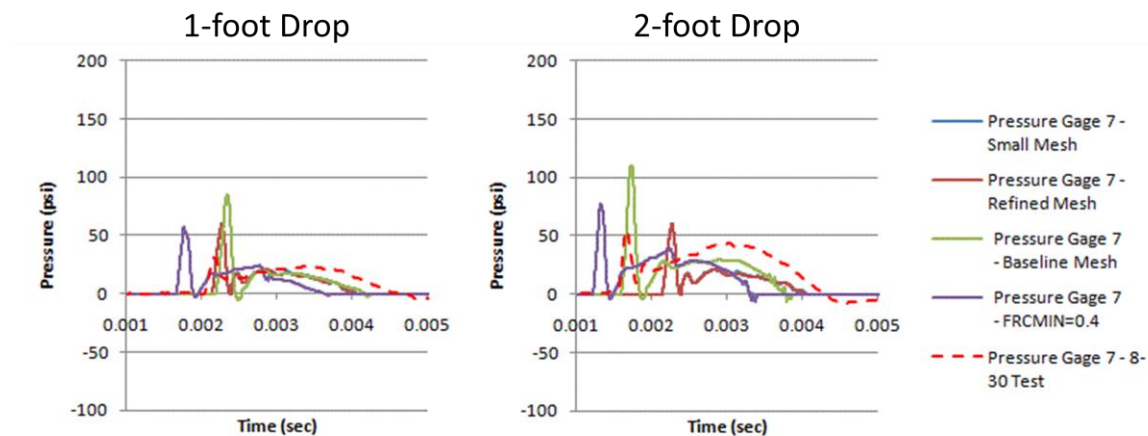 1-foot Drop
2-foot Drop
200
150
100
50
0
-50
-100
Pressure (psi)
0.001 0.002 0.003 0.004 0.005
Time (sec)
200
150
100
50
0
-50
-100
Pressure (psi)
0.001 0.002 0.003 0.004 0.005
Time (sec)
Pressure Gage 7 -
Small Mesh
Pressure Gage 7 -
Refined Mesh
Pressure Gage 7
- Baseline Mesh
Pressure Gage 7
- FRCMIN=0.4
Pressure Gage 7 - 8-
30 Test